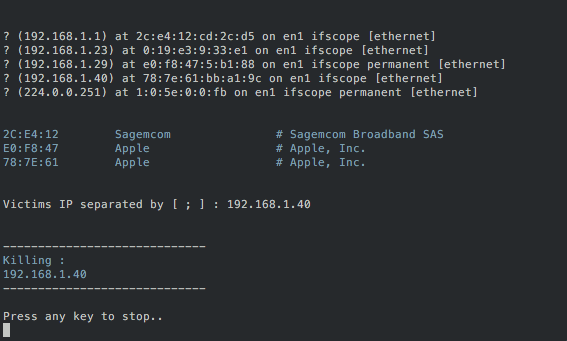 ? (192.168.1.1) at 2c:e4:12:cd:2c:d5 on en1 ifscope [ethernet]
? (192.168.1.23) at 0:19:e3:9:33:e1 on en1 ifscope [ethernet]
? (192.168.1.29) at e0:f8:47:5:b1:88 on en1 ifscope permanent [ethernet]
? (192.168.1.40) at 78:7e:61:bb:a1:9c on en1 ifscope [ethernet]
? (224.0.0.251) at 1:0:5e:0:0:fb on en1 ifscope permanent [ethernet]
2C:E4:12 Sagemcom # Sagemcom Broadband SAS
E0:F8:47 Apple # Apple, Inc.
78:7E:61 Apple # Apple, Inc.
Victims IP separated by [ ; ] : 192.168.1.40
-----------------------------
Killing :
192.168.1.40
-----------------------------
Press any key to stop..